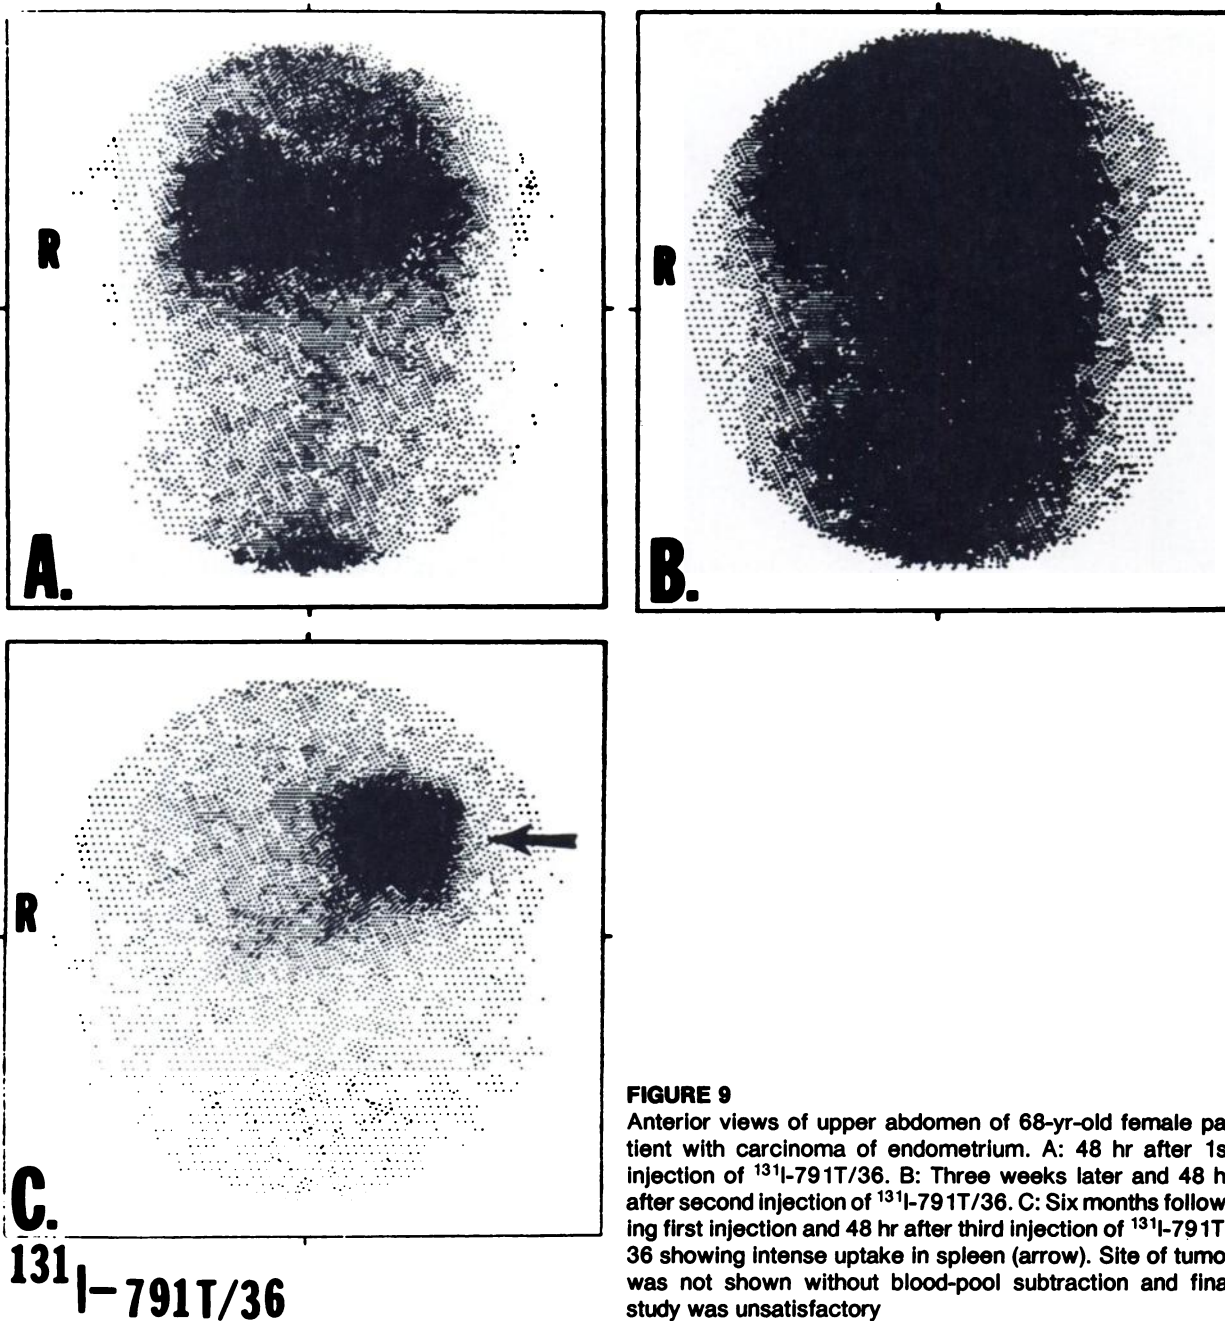 R
R
A.
B.
R
C.
131I-791T/36
FIGURE 9
Anterior views of upper abdomen of 68-yr-old female pa
tient with carcinoma of endometrium. A: 48 hr after 1s
injection of 131I-791T/36. B: Three weeks later and 48 h
after second injection of 131I-791T/36. C: Six months follow
ing first injection and 48 hr after third injection of 131I-791T
36 showing intense uptake in spleen (arrow). Site of tumo
was not shown without blood-pool subtraction and fina
study was unsatisfactory